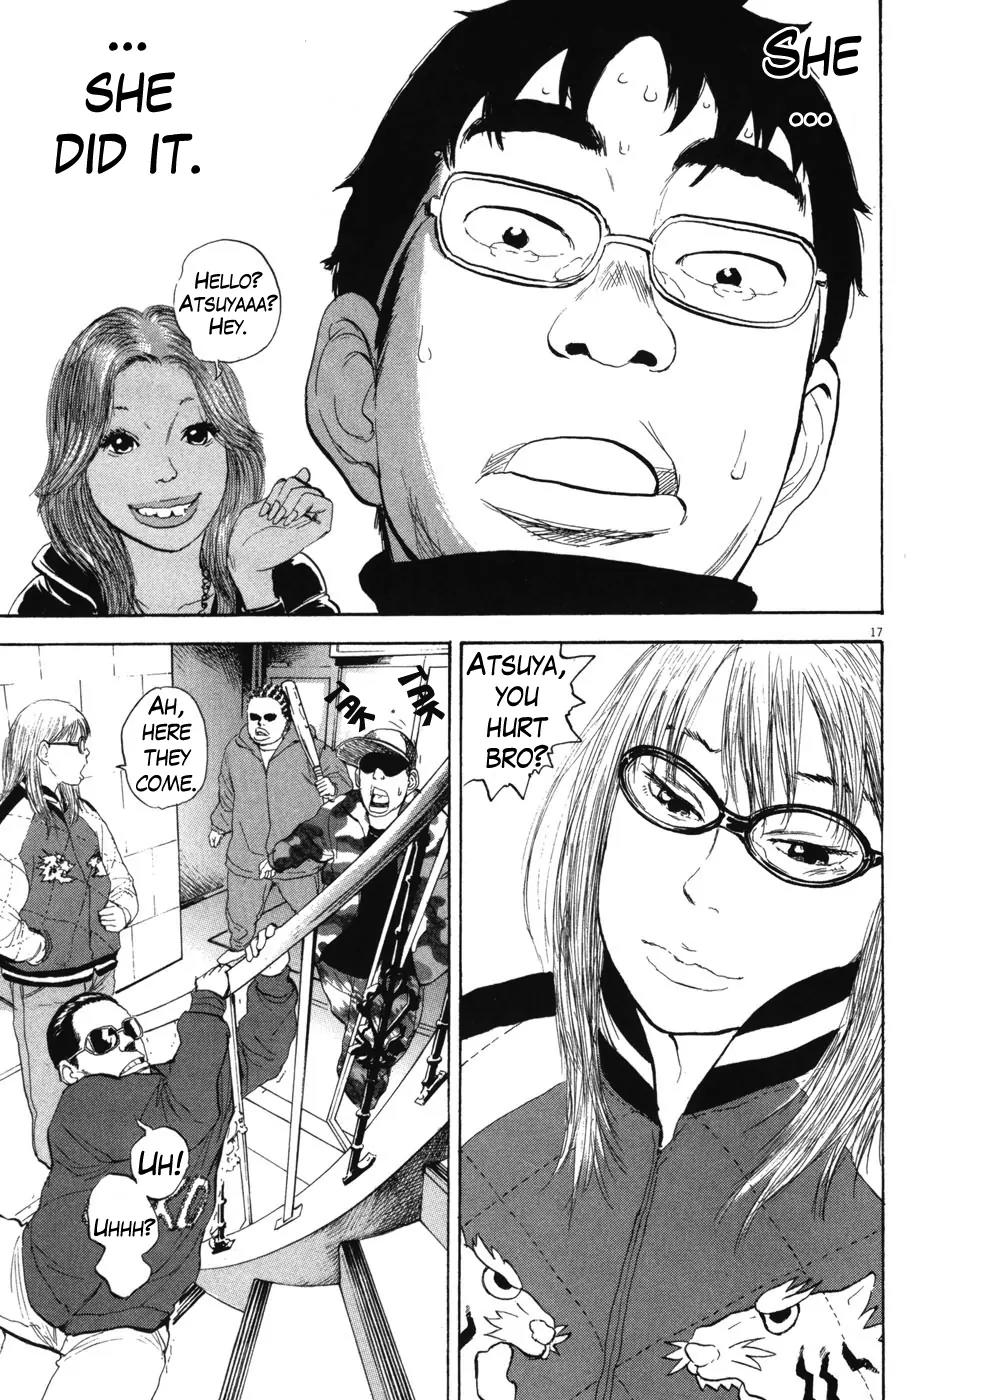 SHE
...
...
SHE
DID IT.
HELLO?
ATSUYAAA?
HEY.
17
ATSUYA,
YOU
HURT
BRO?
TAK
TAK
AH,
HERE
THEY
COME.
UH!
UHHH?